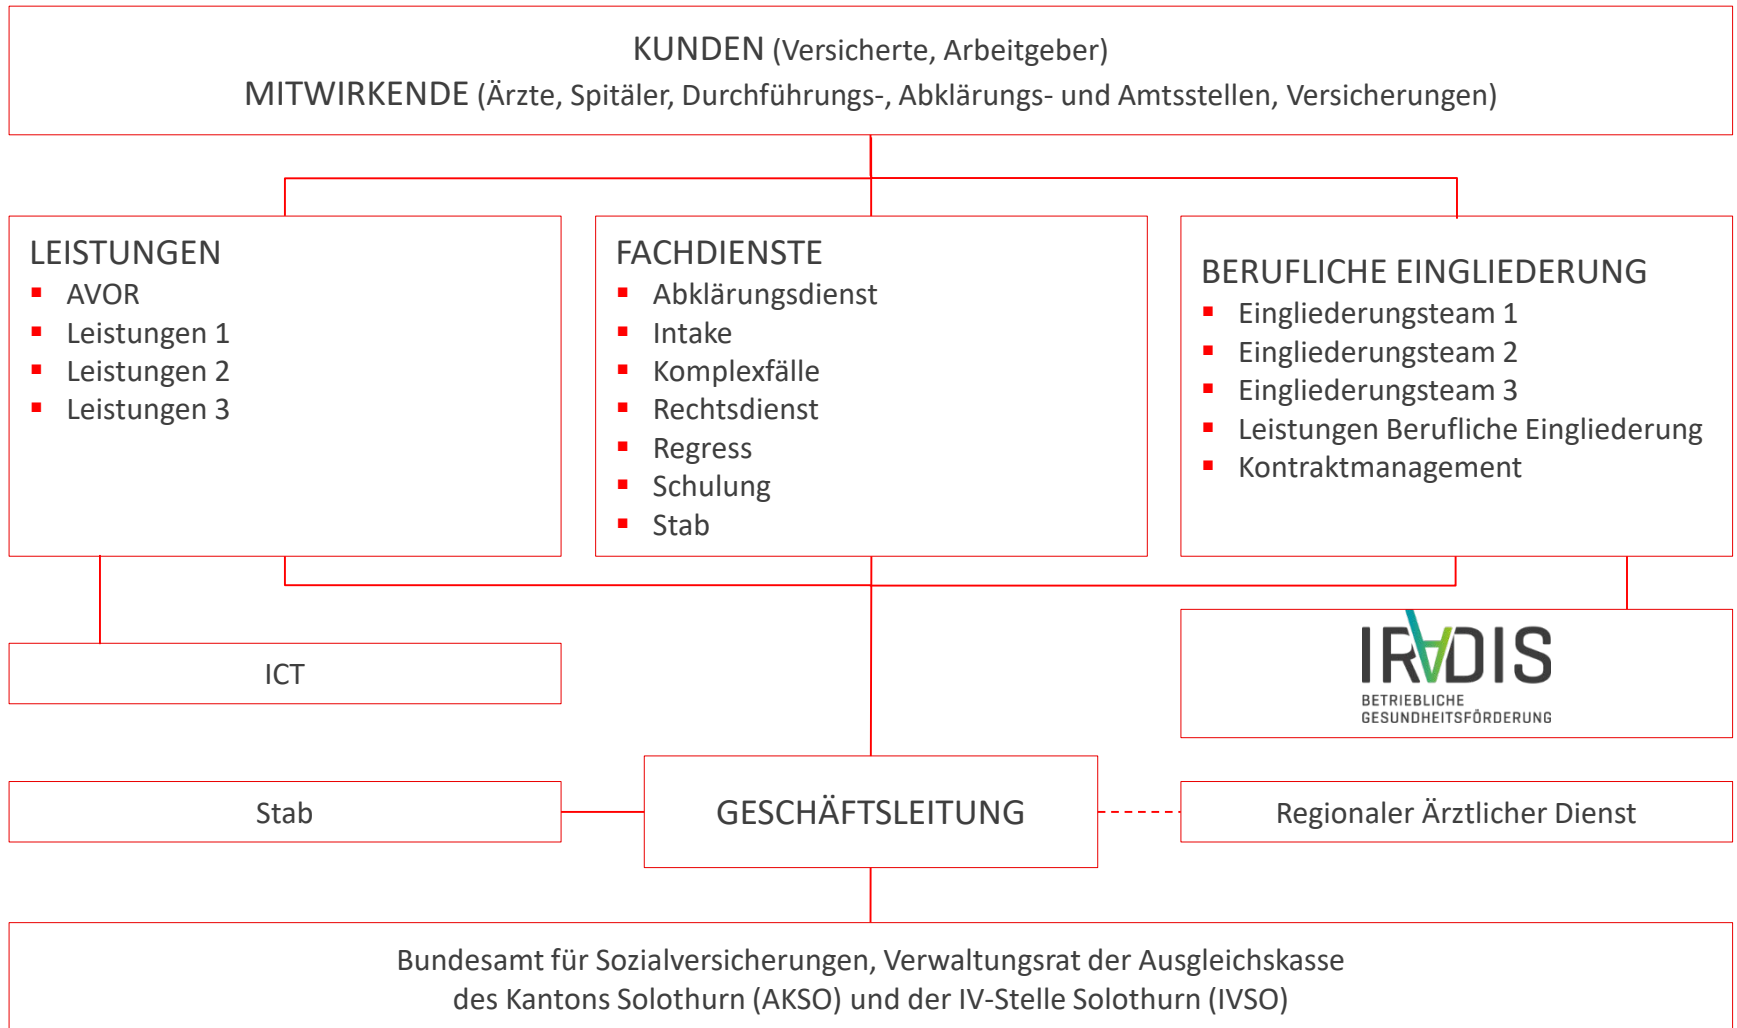 KUNDEN (Versicherte, Arbeitgeber)
MITWIRKENDE (Ärzte, Spitäler, Durchführungs-, Abklärungs- und Amtsstellen, Versicherungen)
LEISTUNGEN
AVOR
Leistungen 1
Leistungen 2
Leistungen 3
FACHDIENSTE
Abklärungsdienst
Intake
Komplexfälle
Rechtsdienst
Regress
Schulung
Stab
BERUFLICHE EINGLIEDERUNG
Eingliederungsteam 1
Eingliederungsteam 2
Eingliederungsteam 3
Leistungen Berufliche Eingliederung
Kontraktmanagement
ICT
IRADIS
BETRIEBLICHE
GESUNDHEITSFÖRDERUNG
Stab
GESCHÄFTSLEITUNG
Regionaler Ärztlicher Dienst
Bundesamt für Sozialversicherungen, Verwaltungsrat der Ausgleichskasse
des Kantons Solothurn (AKSO) und der IV-Stelle Solothurn (IVSO)